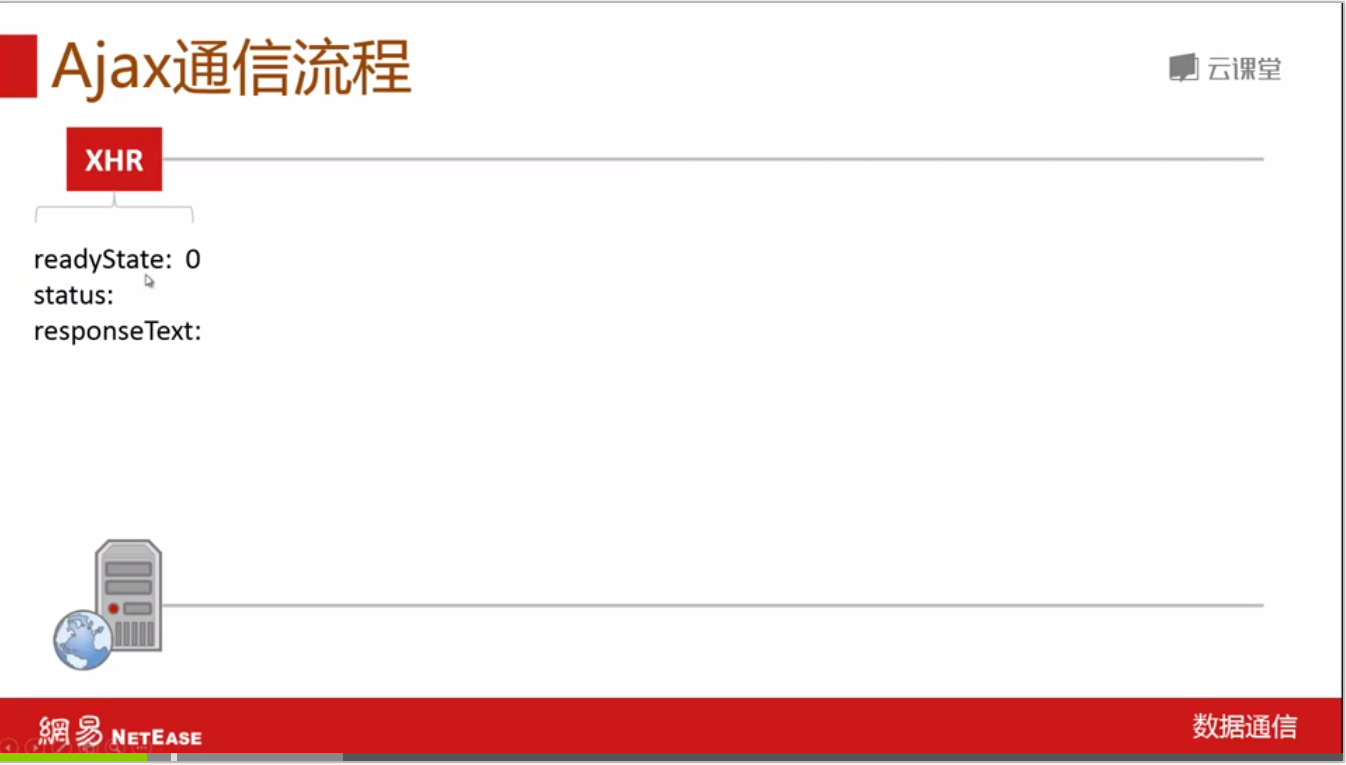 Ajax通信流程
云课堂
XHR
readyState: 0
status:
responseText:
網易 NETEASE
数据通信